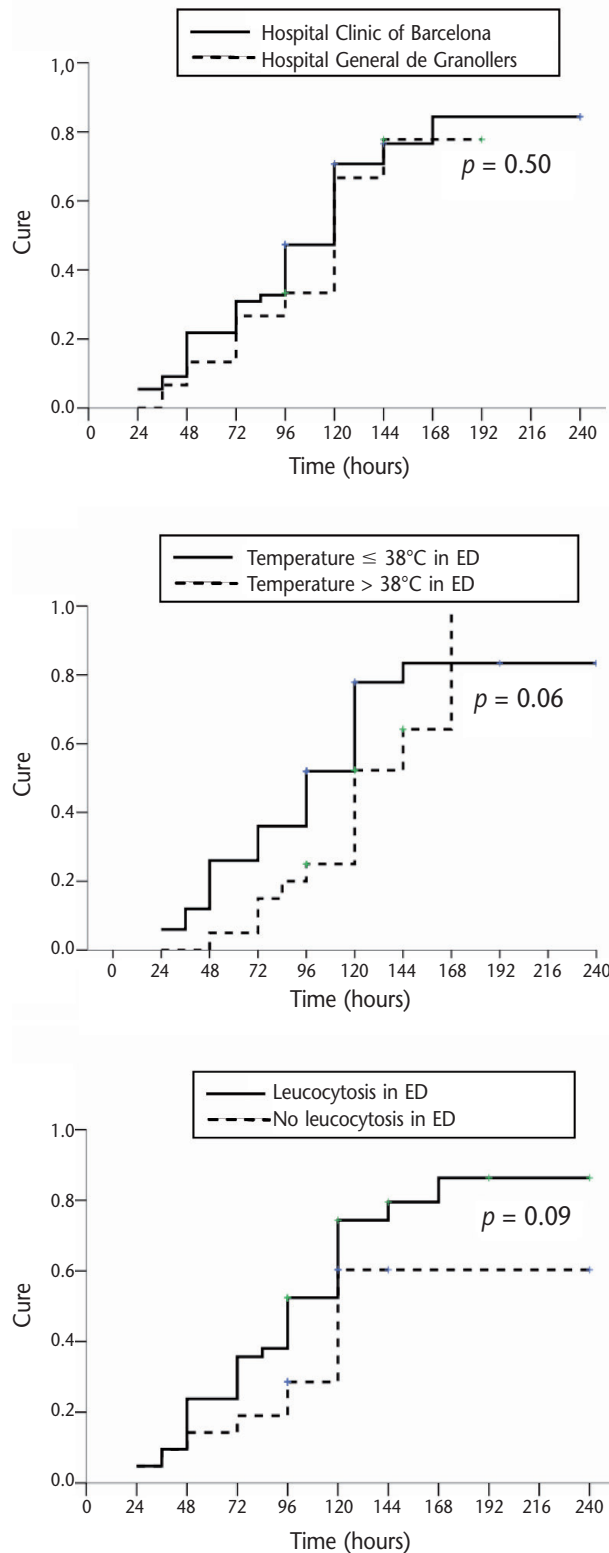 Hospital Clinic of Barcelona
Hospital General de Granollers
1,0
0.8
0.6
0.4
0.2
0.0
Cure
p = 0.50
0 24 48 72 96 120 144 168 192 240
Time (hours)
Temperature ≤ 38°C in ED
Temperature > 38°C in ED
1.0
0.8
0.6
0.4
0.2
0.0
Cure
p = 0.06
0 24 48 72 96 120 144 168 192 216 240
Time (hours)
Leucocytosis in ED
No leucocytosis in ED
1.0
0.8
0.6
0.4
0.2
0.0
Cure
p = 0.09
0 24 48 72 96 120 144 168 192 216 240
Time (hours)